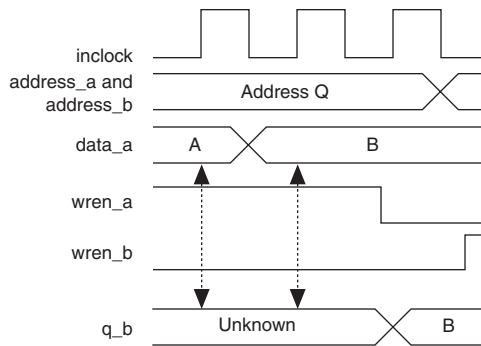 inclock
address_a and
address_b
Address Q
data_a
A
B
wren_a
wren_b
q_b
Unknown
B